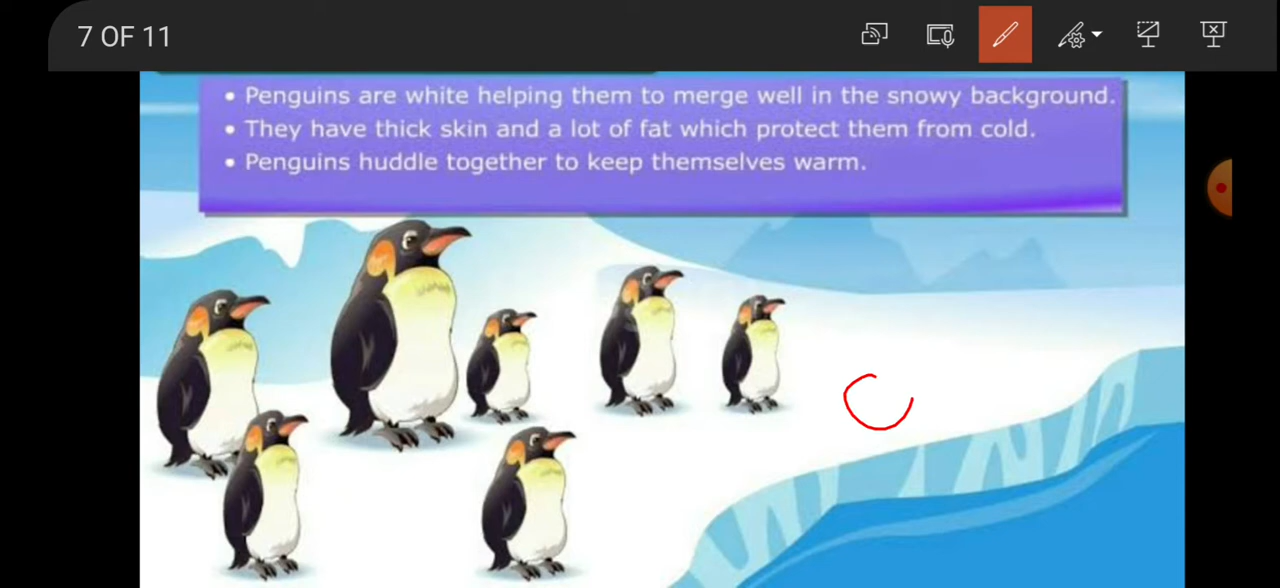 7 OF 11
• Penguins are white helping them to merge well in the snowy background.
• They have thick skin and a lot of fat which protect them from cold.
• Penguins huddle together to keep themselves warm.